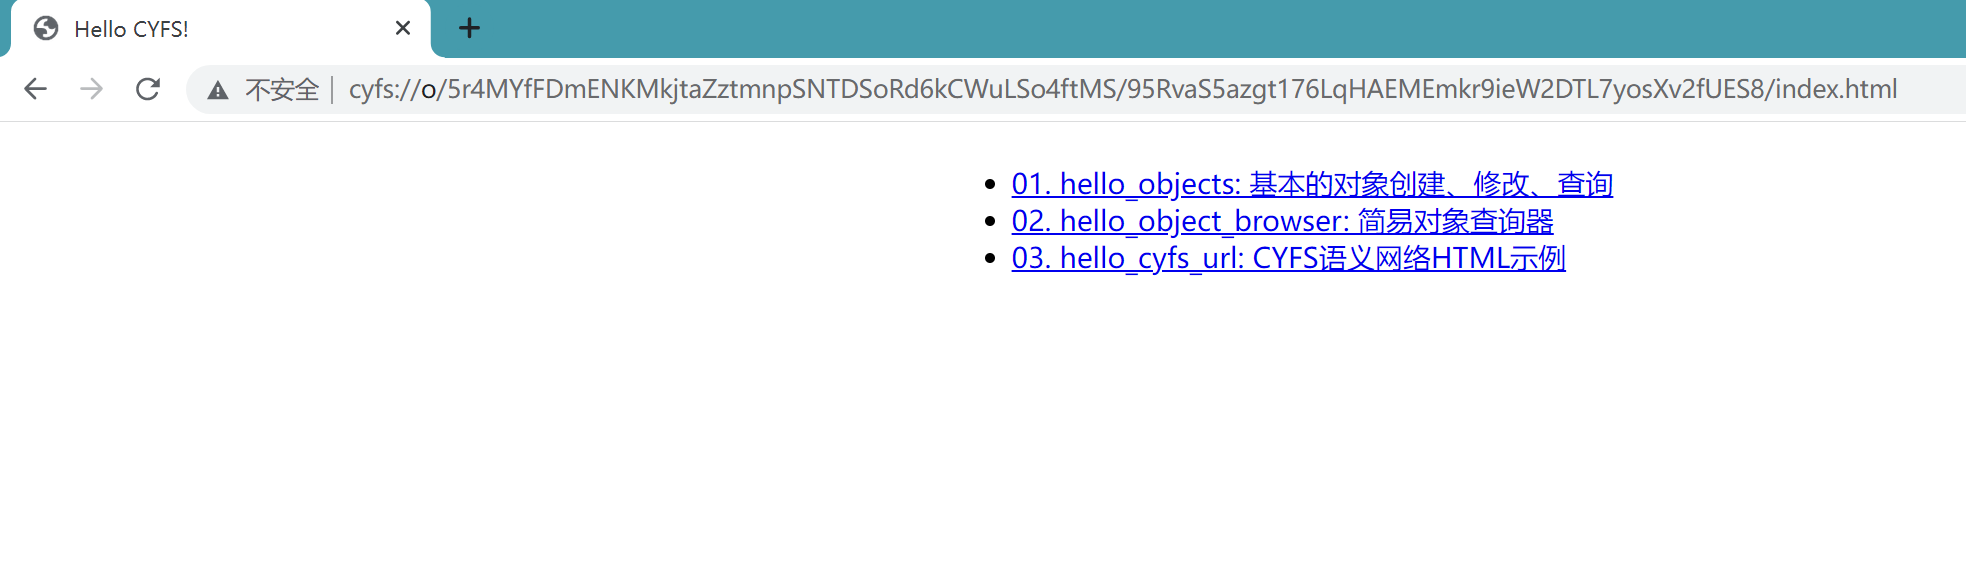 Hello CYFS!
不安全 | cyfs://o/5r4MYfFDmENKMkjtaZztmnpSNTDSoRd6kCWuLSo4ftMS/95RvaS5azgt176LqHAEMEmkr9ieW2DTL7yosXv2fUES8/index.html
01. hello_objects: 基本的对象创建、修改、查询
02. hello_object_browser: 简易对象查询器
03. hello_cyfs_url: CYFS语义网络HTML示例